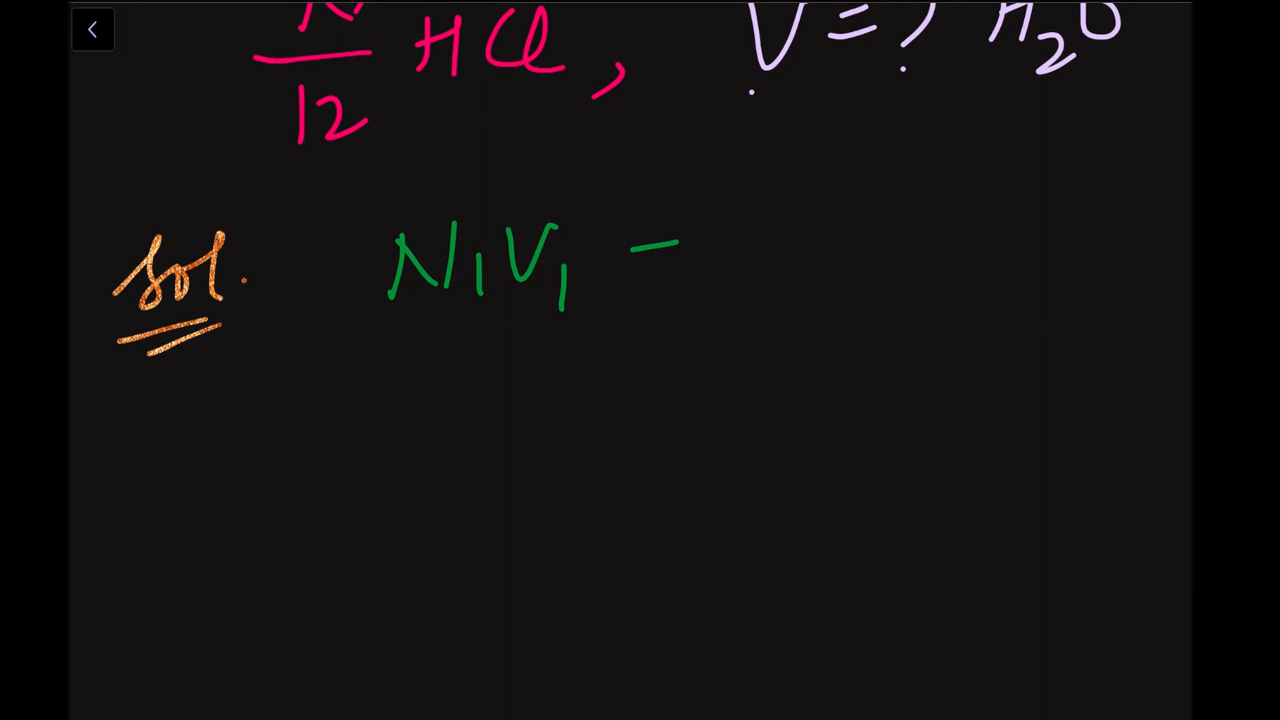 N/12 HCl, V = ? H₂O
Sol. N₁V₁ –